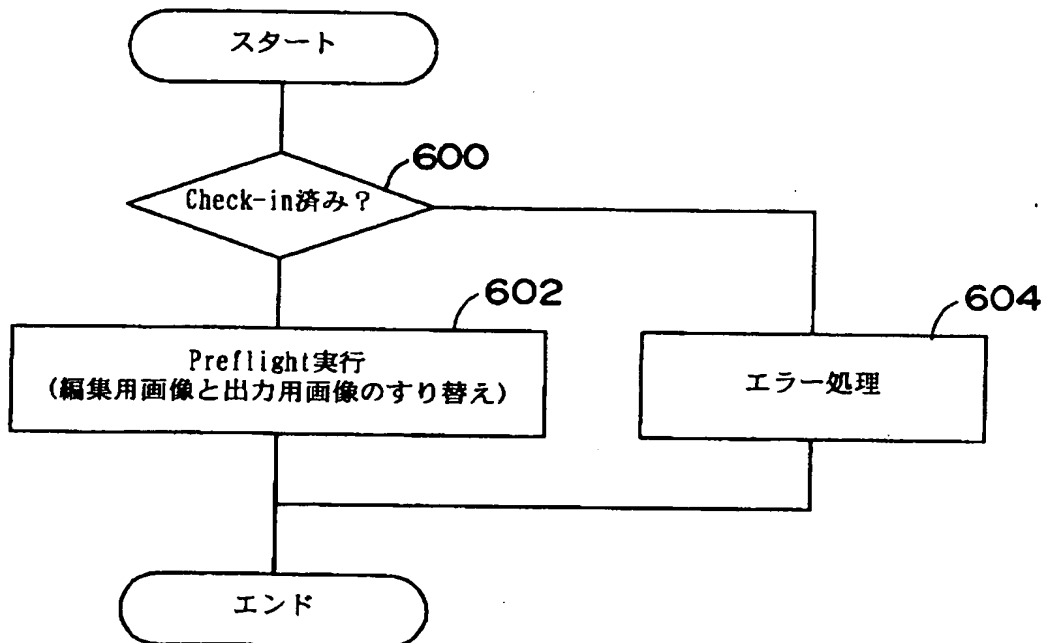 スタート
600
Check-in済み？
602
604
Preflight実行
(編集用画像と出力用画像のすり替え)
エラー処理
エンド